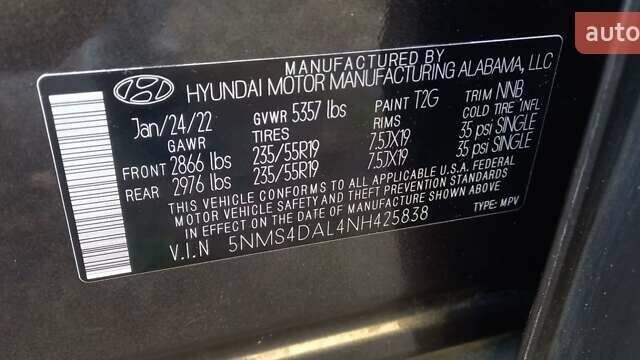 auto
MANUFACTURED BY
HYUNDAI MOTOR MANUFACTURING ALABAMA, LLC
Jan/24/22 GVWR 5357 lbs PAINT T2G TRIM NNB
GAWR TIRES RIMS COLD TIRE INFL
FRONT 2866 lbs 235/55R19 7.5JX19 35 psi SINGLE
REAR 2976 lbs 235/55R19 7.5JX19 35 psi SINGLE
THIS VEHICLE CONFORMS TO ALL APPLICABLE U.S.A. FEDERAL
MOTOR VEHICLE SAFETY AND THEFT PREVENTION STANDARDS
IN EFFECT ON THE DATE OF MANUFACTURE SHOWN ABOVE
V.I.N 5NMS4DAL4NH425838 TYPE: MPV